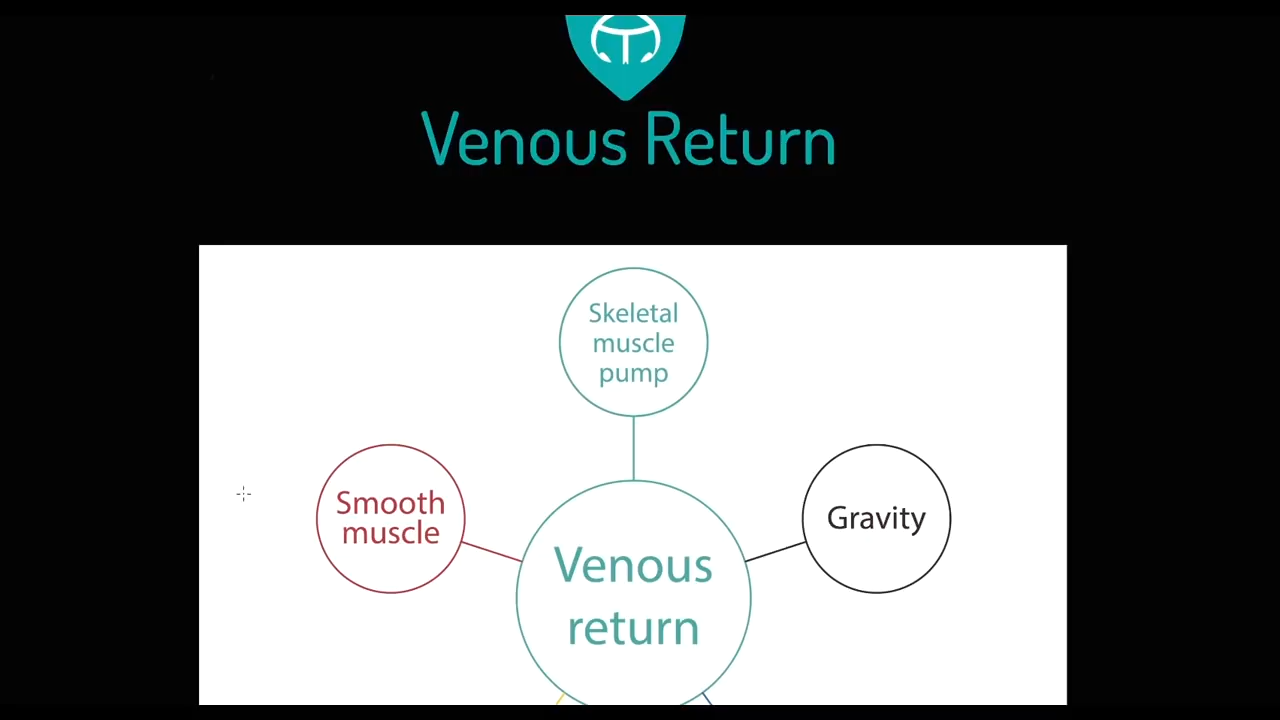 Venous Return
Skeletal
muscle
pump
Smooth
muscle
Gravity
Venous
return